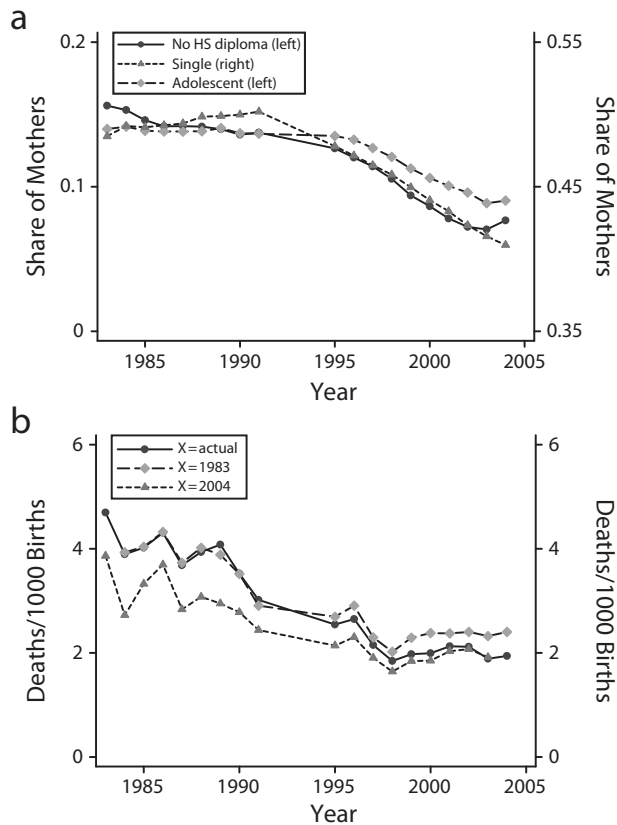 a
0.2
0.55
No HS diploma (left)
Single (right)
Adolescent (left)
Share of Mothers
0.1
0.45
Share of Mothers
0
0.35
1985
1990
1995
2000
2005
Year
b
6
6
X = actual
X = 1983
X = 2004
Deaths/1000 Births
4
4
Deaths/1000 Births
2
2
0
0
1985
1990
1995
2000
2005
Year